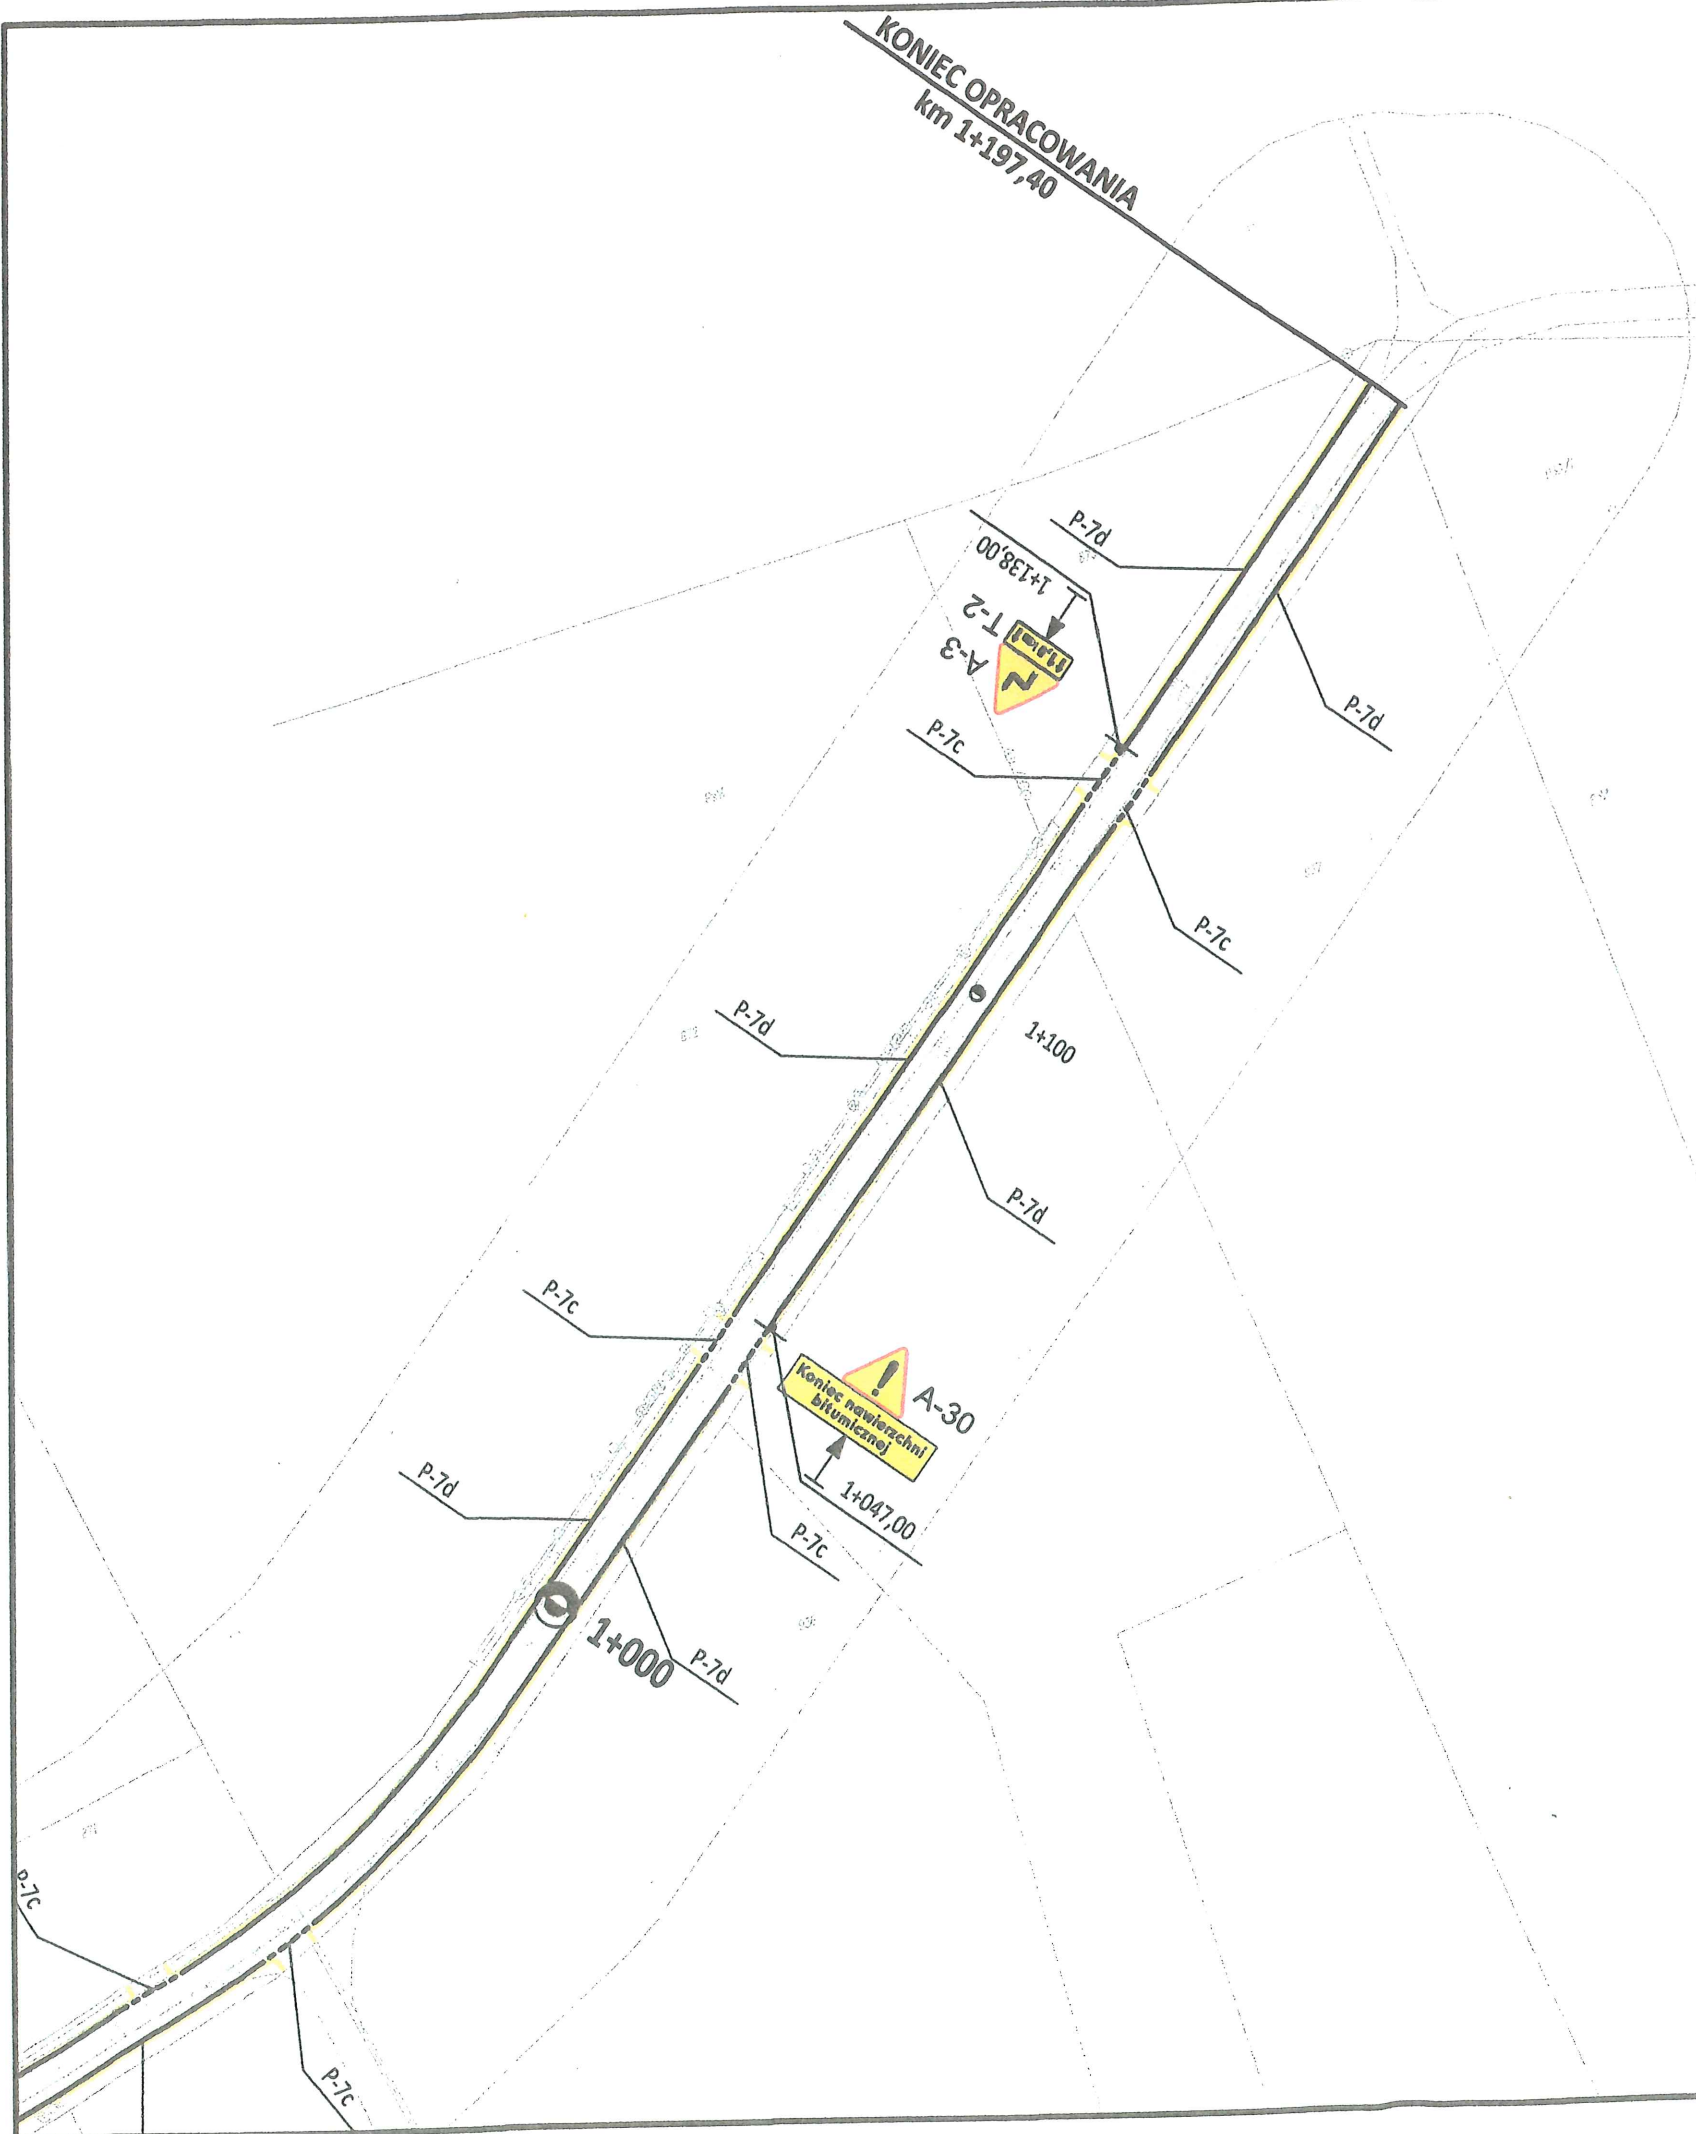 KONIEC OPRACOWANIA
km 1+197,40
P-7d
1+138,00
T-2
A-3
P-7d
P-7c
P-7c
P-7d
1+100
P-7d
P-7c
A-30
Koniec nawierzchni
bitumicznej
1+047,00
P-7d
P-7c
1+000
P-7d
P-7c
P-7c